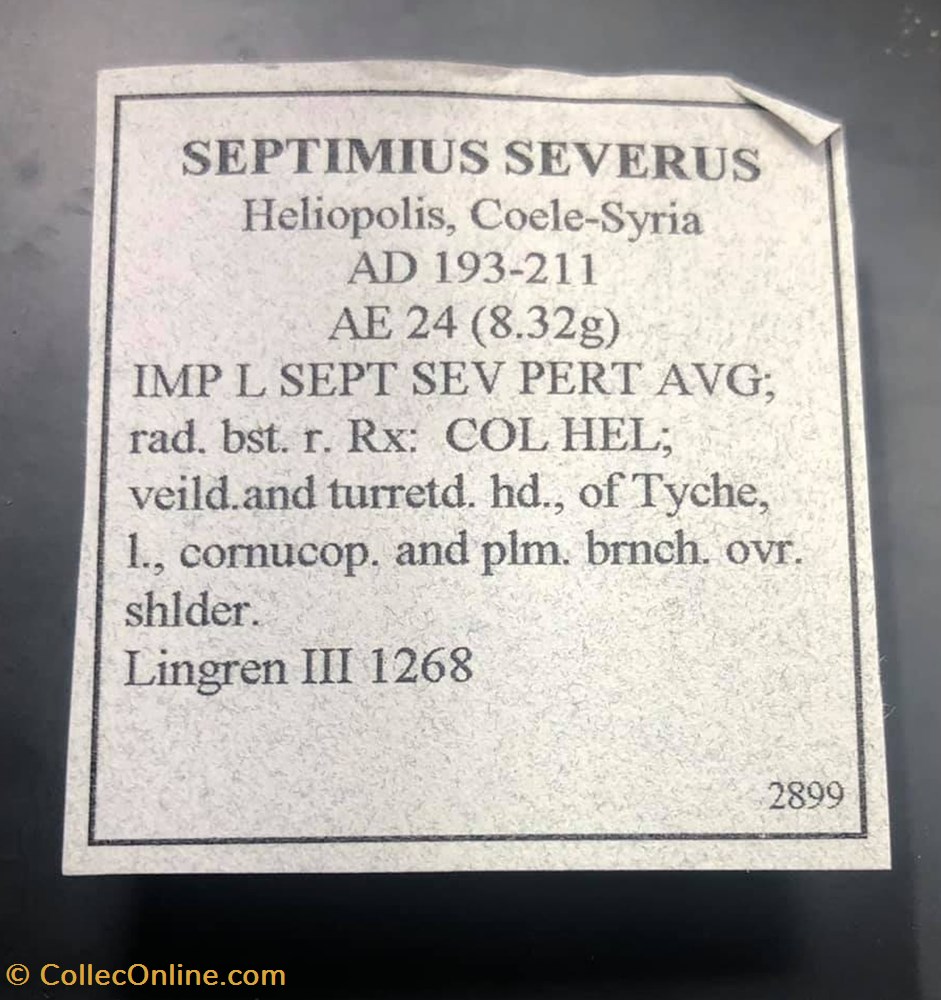 SEPTIMIUS SEVERUS
Heliopolis, Coele-Syria
AD 193-211
AE 24 (8.32g)
IMP L SEPT SEV PERT AVG;
rad. bst. r. Rx: COL HEL;
veild.and turretd. hd., of Tyche,
l., cornucop. and plm. brnch. ovr.
shlder.
Lingren III 1268
2899
© CollecOnline.com